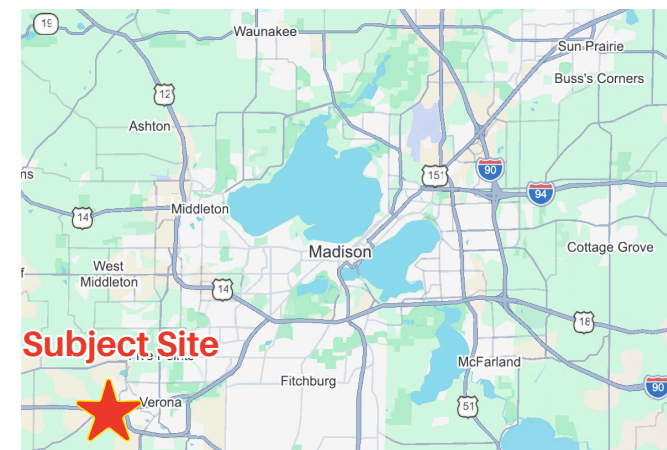 19
Waunakee
Sun Prairie
Buss's Corners
12
Ashton
151
90
94
ns
14
Middleton
Madison
Cottage Grove
West
Middleton
14
18
Subject Site
McFarland
Fitchburg
90
Verona
51